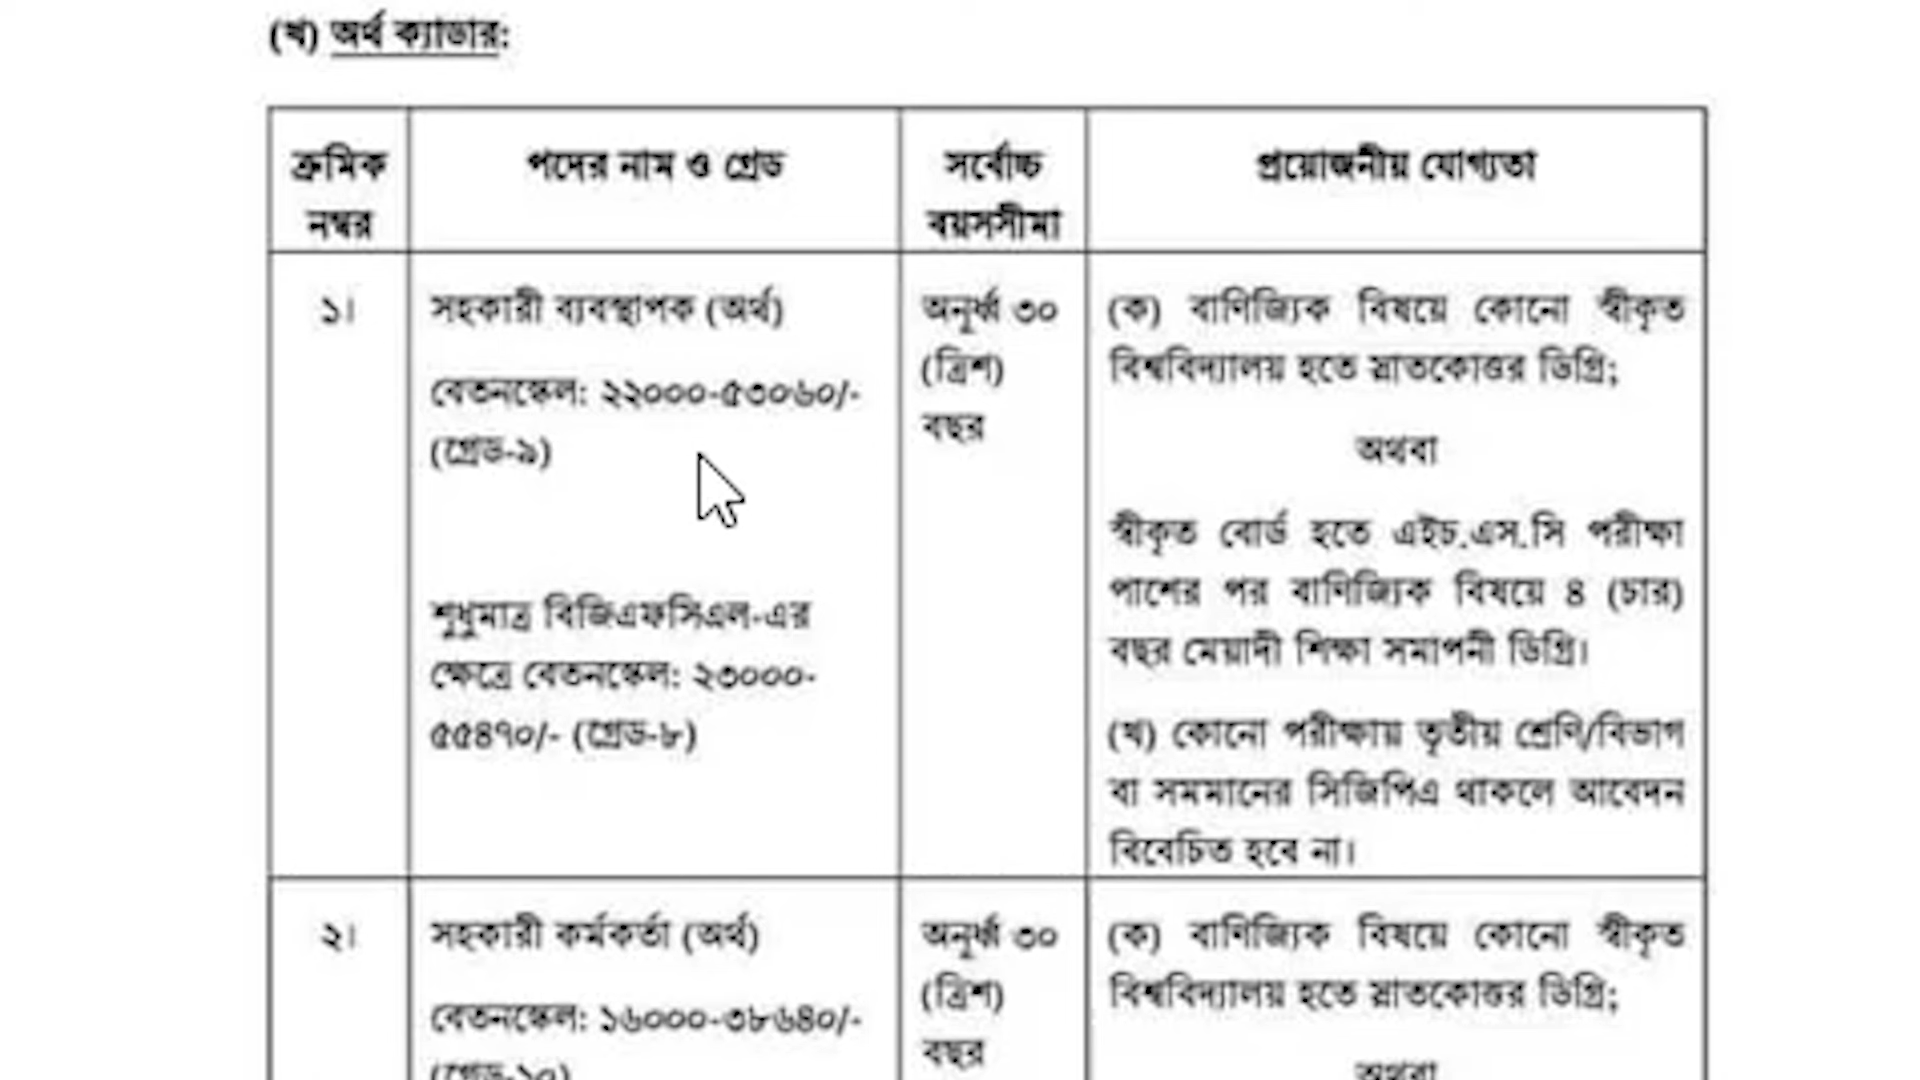 (খ) অর্থ ক্যাডার:
ক্রমিক নম্বর
পদের নাম ও গ্রেড
সর্বোচ্চ বয়সসীমা
প্রয়োজনীয় যোগ্যতা
১।
সহকারী ব্যবস্থাপক (অর্থ)
বেতনস্কেল: ২২০০০-৫৩০৬০/-
(গ্রেড-৯)
শুধুমাত্র বিজিএফসিএল-এর
ক্ষেত্রে বেতনস্কেল: ২৩০০০-
৫৫৪৭০/- (গ্রেড-৮)
অনূর্ধ্ব ৩০
(ত্রিশ)
বছর
(ক) বাণিজ্যিক বিষয়ে কোনো স্বীকৃত
বিশ্ববিদ্যালয় হতে স্নাতকোত্তর ডিগ্রি;
অথবা
স্বীকৃত বোর্ড হতে এইচ.এস.সি পরীক্ষা
পাশের পর বাণিজ্যিক বিষয়ে ৪ (চার)
বছর মেয়াদী শিক্ষা সমাপনী ডিগ্রি।
(খ) কোনো পরীক্ষায় তৃতীয় শ্রেণি/বিভাগ
বা সমমানের সিজিপিএ থাকলে আবেদন
বিবেচিত হবে না।
২।
সহকারী কর্মকর্তা (অর্থ)
বেতনস্কেল: ১৬০০০-৩৮৬৪০/-
(গ্রেড-১০)
অনূর্ধ্ব ৩০
(ত্রিশ)
বছর
(ক) বাণিজ্যিক বিষয়ে কোনো স্বীকৃত
বিশ্ববিদ্যালয় হতে স্নাতকোত্তর ডিগ্রি;
অথবা